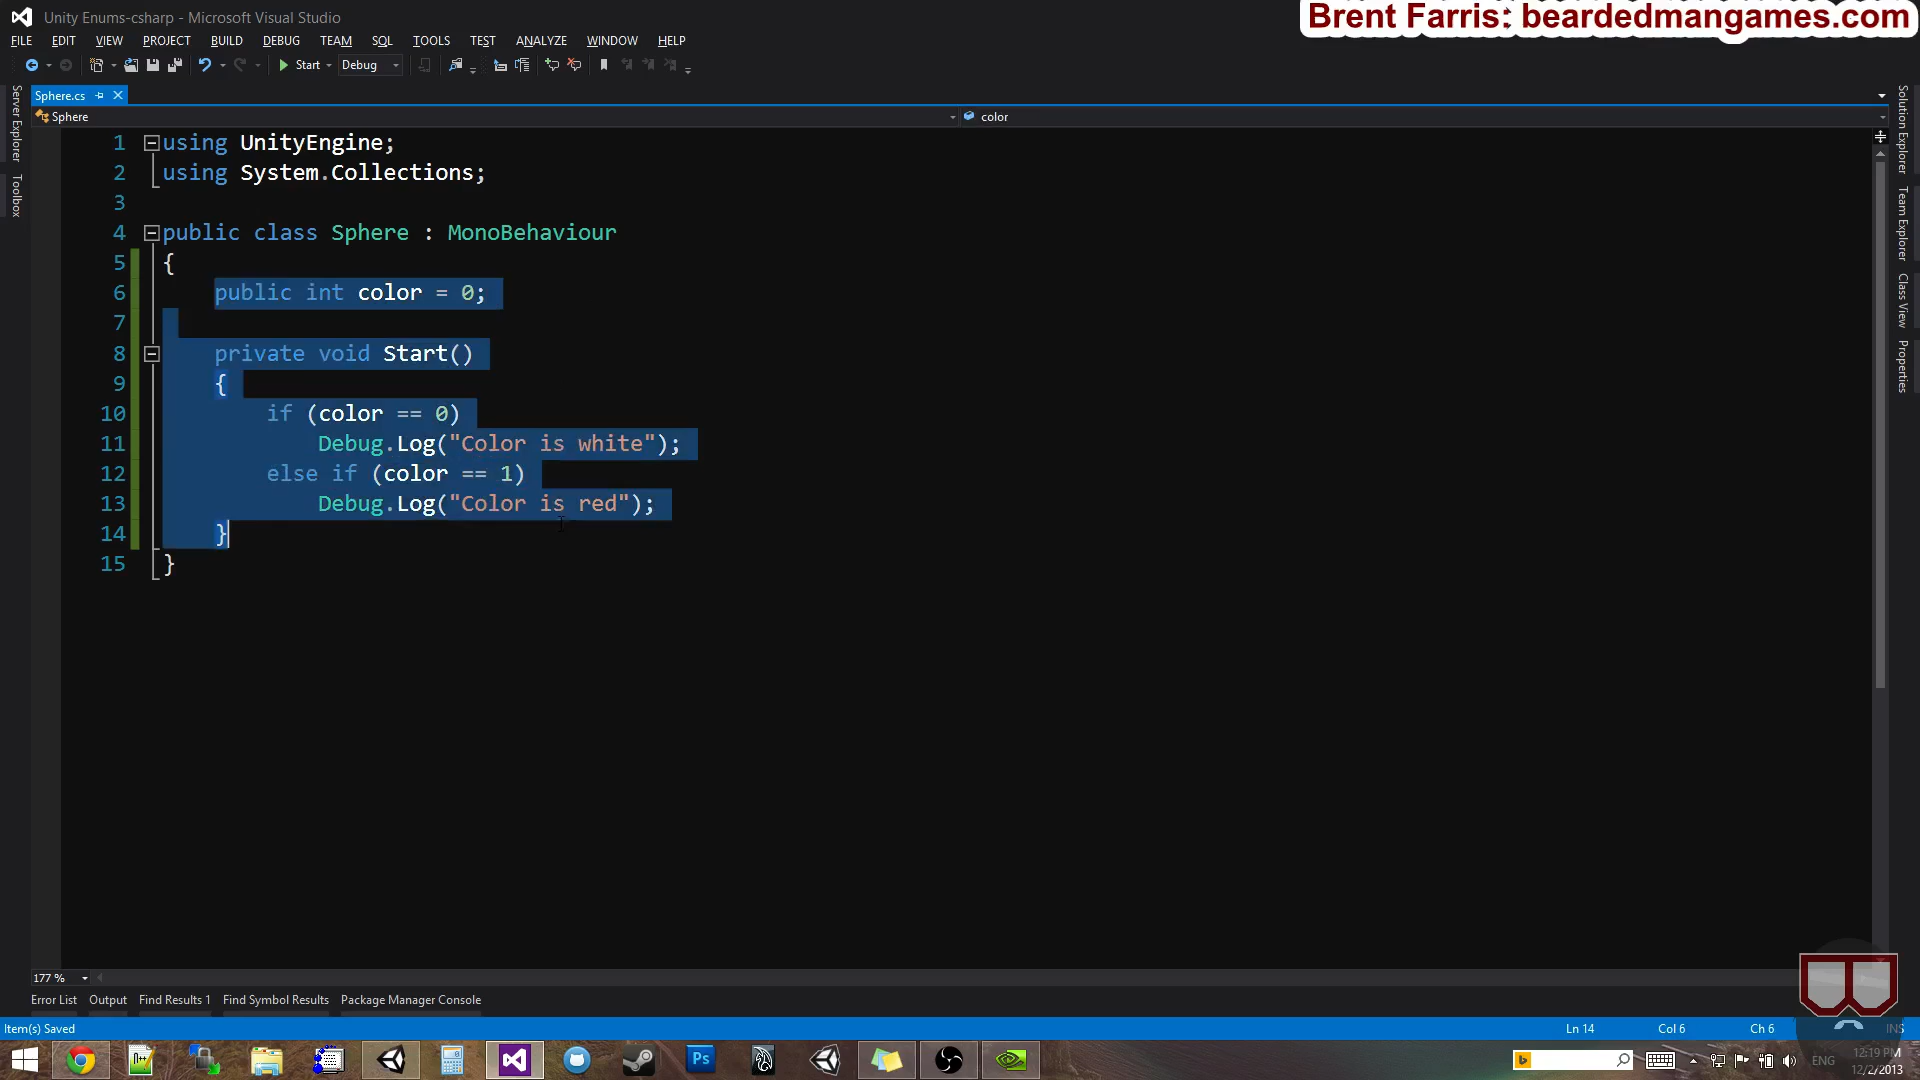 Unity Enums-csharp - Microsoft Visual Studio
Brent Farris: beardedmangames.com
FILE EDIT VIEW PROJECT BUILD DEBUG TEAM SQL TOOLS TEST ANALYZE WINDOW HELP
Start Debug
Sphere.cs
Sphere color
1 using UnityEngine;
2 using System.Collections;
3
4 public class Sphere : MonoBehaviour
5 {
6 public int color = 0;
7
8 private void Start()
9 {
10 if (color == 0)
11 Debug.Log("Color is white");
12 else if (color == 1)
13 Debug.Log("Color is red");
14 }
15 }
Server Explorer
Toolbox
Solution Explorer
Team Explorer
Class View
Properties
177 %
Error List Output Find Results 1 Find Symbol Results Package Manager Console
Item(s) Saved Ln 14 Col 6 Ch 6 INS
Ps
ENG
12:19 PM
12/2/2013